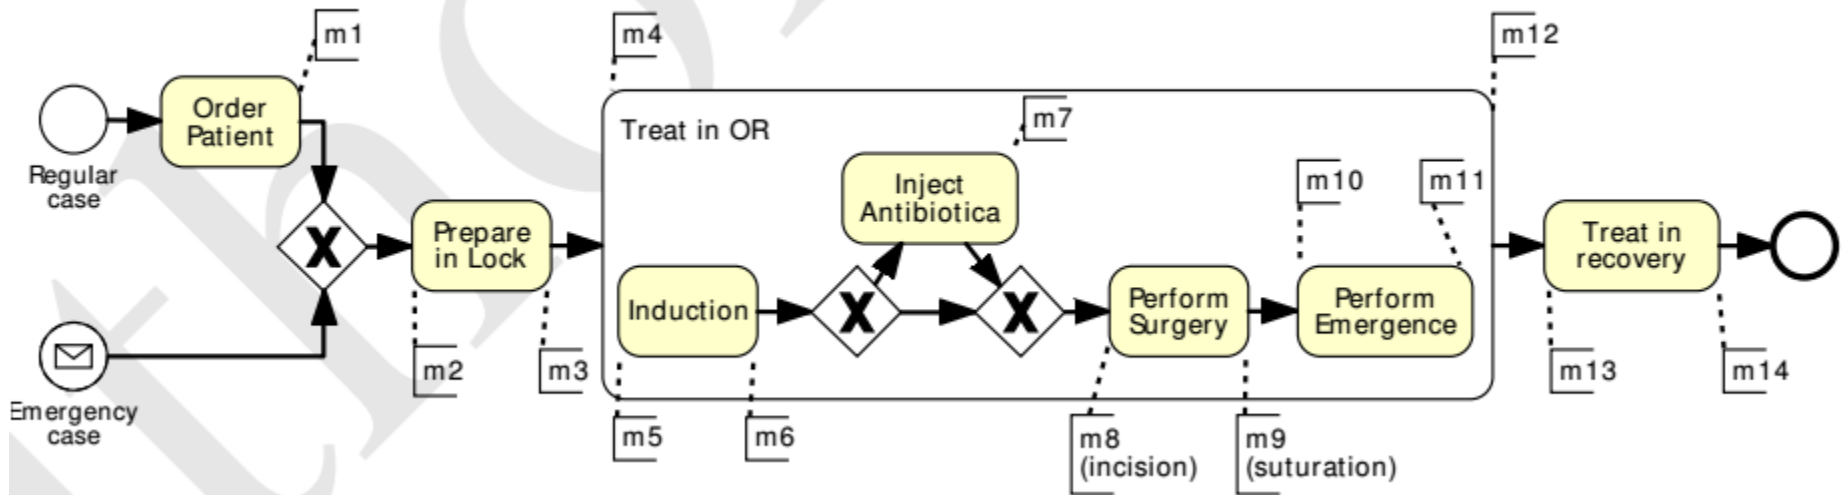 m1
m4
m12
Order
Patient
Regular
case
Treat in OR
m7
Inject
Antibiotica
m10
m11
X
Prepare
in Lock
Treat in
recovery
Induction
X
X
Perform
Surgery
Perform
Emergence
m2
m3
m13
m14
Emergency
case
m5
m6
m8
(incision)
m9
(suturation)